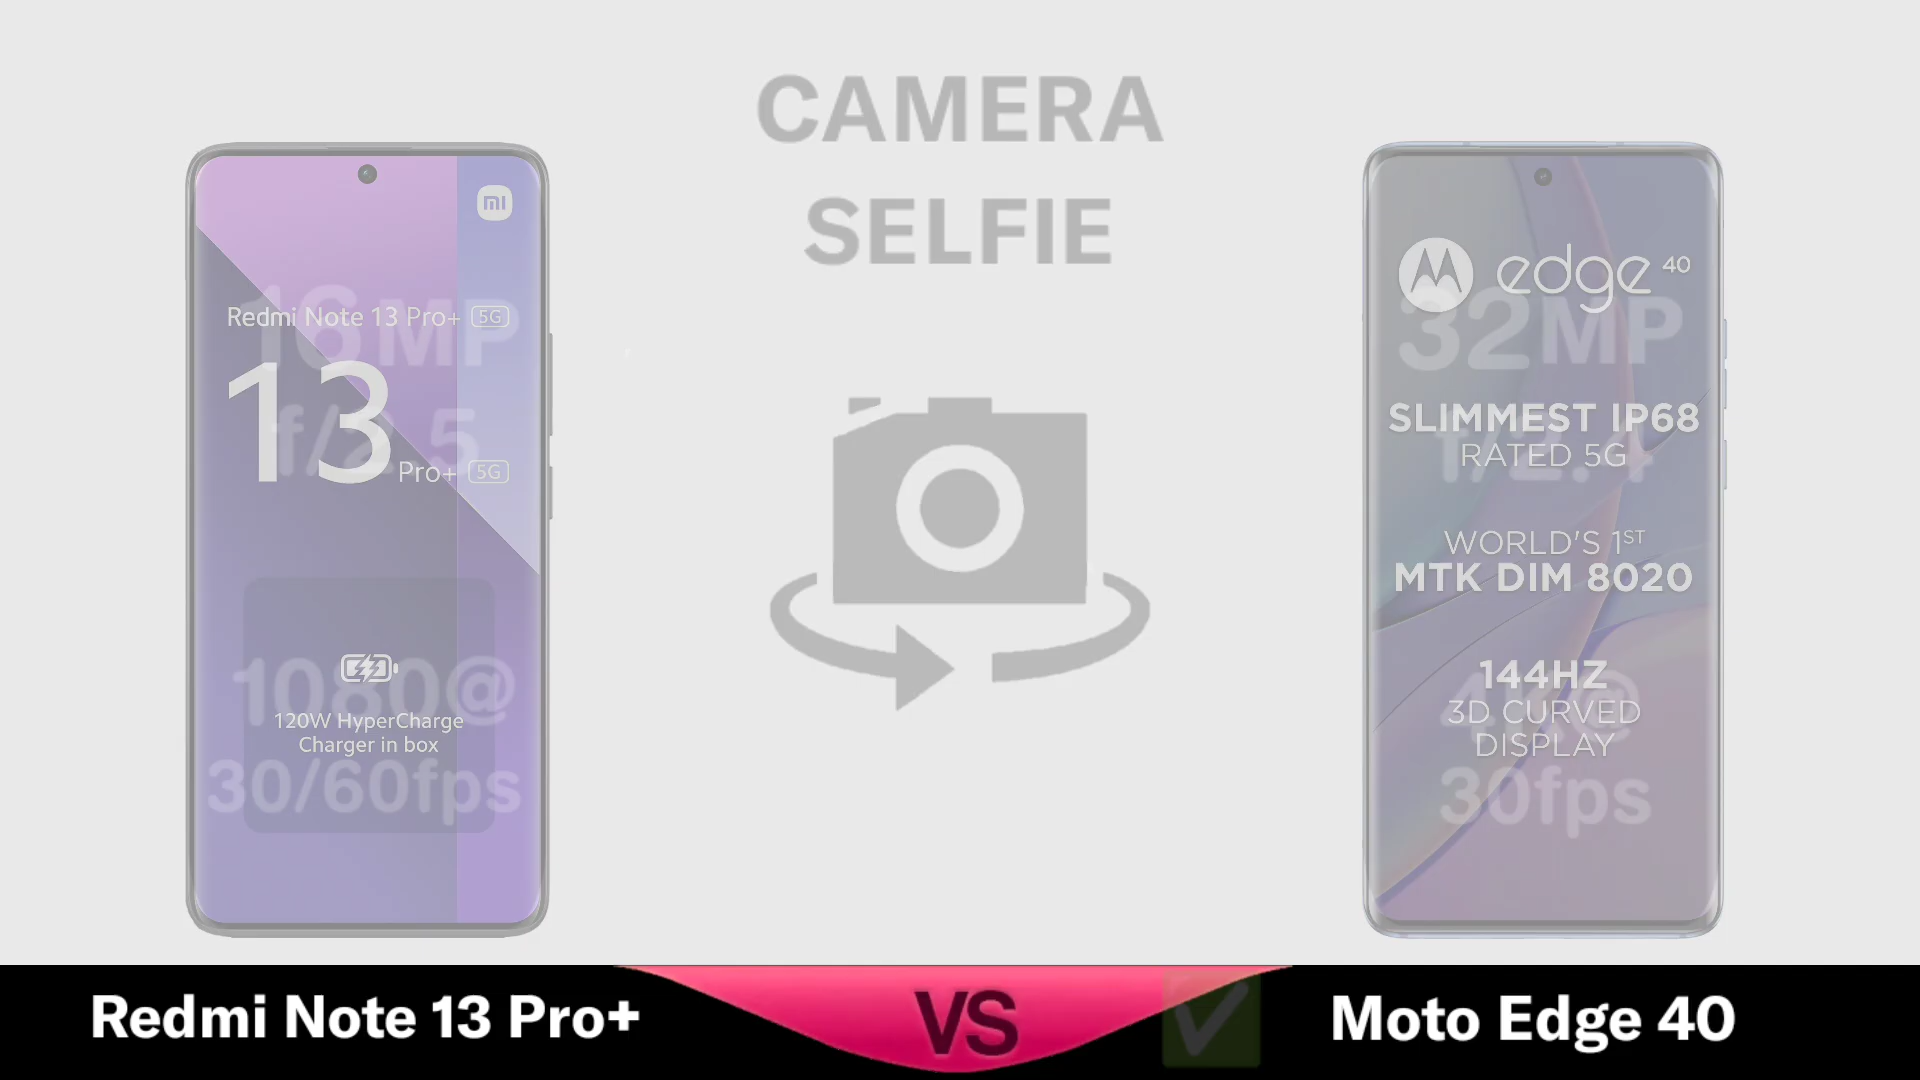 CAMERA
SELFIE
mi
Redmi Note 13 Pro+ 5G
16MP
13 Pro+ 5G
f/2.5
1080@
120W HyperCharge
Charger in box
30/60fps
edge 40
32MP
SLIMMEST IP68
RATED 5G
f/2.4
WORLD'S 1ST
MTK DIM 8020
144HZ
4K@
3D CURVED
DISPLAY
30fps
Redmi Note 13 Pro+
VS
Moto Edge 40